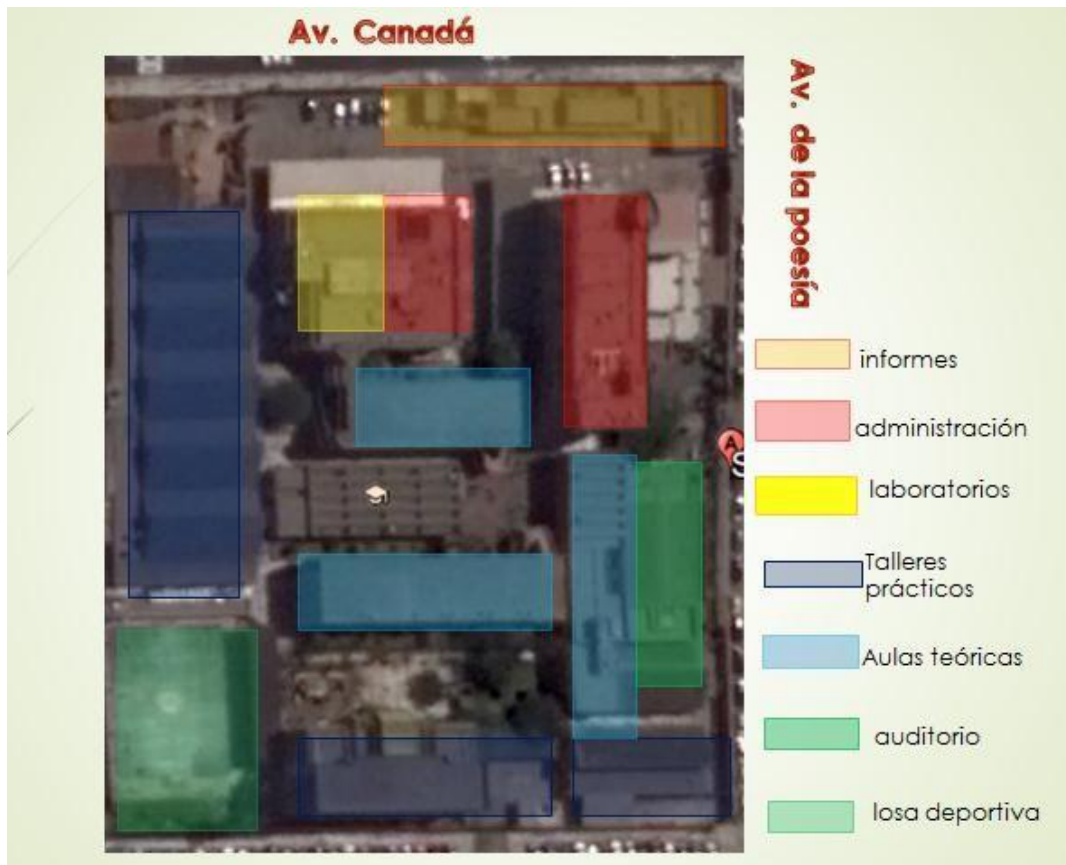 Av. Canadá
Av. de la poesía
informes
administración
laboratorios
Talleres
prácticos
Aulas teóricas
auditorio
losa deportiva
A
S